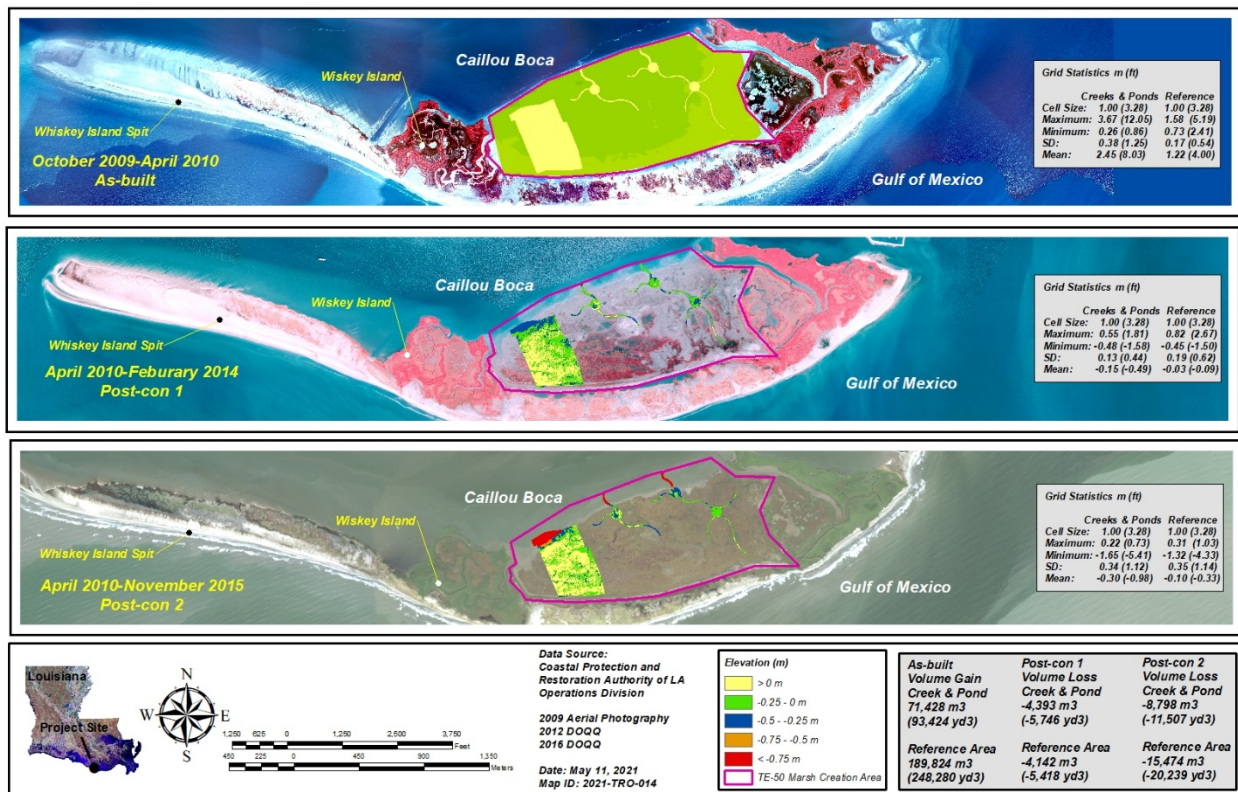 Caillou Boca
Wiskey Island
Whiskey Island Spit
October 2009-April 2010
As-built
Gulf of Mexico
Grid Statistics m (ft)
Creeks & Ponds Reference
Cell Size: 1.00 (3.28) 1.00 (3.28)
Maximum: 3.67 (12.05) 1.58 (5.19)
Minimum: 0.26 (0.86) 0.73 (2.41)
SD: 0.38 (1.25) 0.17 (0.54)
Mean: 2.45 (8.03) 1.22 (4.00)
Caillou Boca
Wiskey Island
Whiskey Island Spit
April 2010-Feburary 2014
Post-con 1
Gulf of Mexico
Grid Statistics m (ft)
Creeks & Ponds Reference
Cell Size: 1.00 (3.28) 1.00 (3.28)
Maximum: 0.55 (1.81) 0.82 (2.67)
Minimum: -0.48 (-1.58) -0.45 (-1.50)
SD: 0.13 (0.44) 0.19 (0.62)
Mean: -0.15 (-0.49) -0.03 (-0.09)
Caillou Boca
Wiskey Island
Whiskey Island Spit
April 2010-November 2015
Post-con 2
Gulf of Mexico
Grid Statistics m (ft)
Creeks & Ponds Reference
Cell Size: 1.00 (3.28) 1.00 (3.28)
Maximum: 0.22 (0.73) 0.31 (1.03)
Minimum: -1.65 (-5.41) -1.32 (-4.33)
SD: 0.34 (1.12) 0.35 (1.14)
Mean: -0.30 (-0.98) -0.10 (-0.33)
Louisiana
Project Site
N
W E
S
1,250 625 0 1,250 2,500 3,750
Feet
450 225 0 450 900 1,350
Meters
Data Source:
Coastal Protection and
Restoration Authority of LA
Operations Division
2009 Aerial Photography
2012 DOQQ
2016 DOQQ
Date: May 11, 2021
Map ID: 2021-TRO-014
Elevation (m)
> 0 m
-0.25 - 0 m
-0.5 - -0.25 m
-0.75 - -0.5 m
< -0.75 m
TE-50 Marsh Creation Area
As-built Post-con 1 Post-con 2
Volume Gain Volume Loss Volume Loss
Creek & Pond Creek & Pond Creek & Pond
71,428 m3 -4,393 m3 -8,798 m3
(93,424 yd3) (-5,746 yd3) (-11,507 yd3)
Reference Area Reference Area Reference Area
189,824 m3 -4,142 m3 -15,474 m3
(248,280 yd3) (-5,418 yd3) (-20,239 yd3)